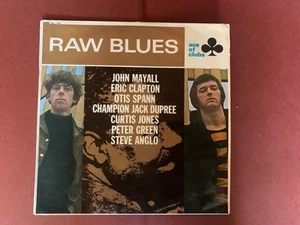 RAW BLUES
ace
of
clubs
JOHN MAYALL
ERIC CLAPTON
OTIS SPANN
CHAMPION JACK DUPREE
CURTIS JONES
PETER GREEN
STEVE ANGLO